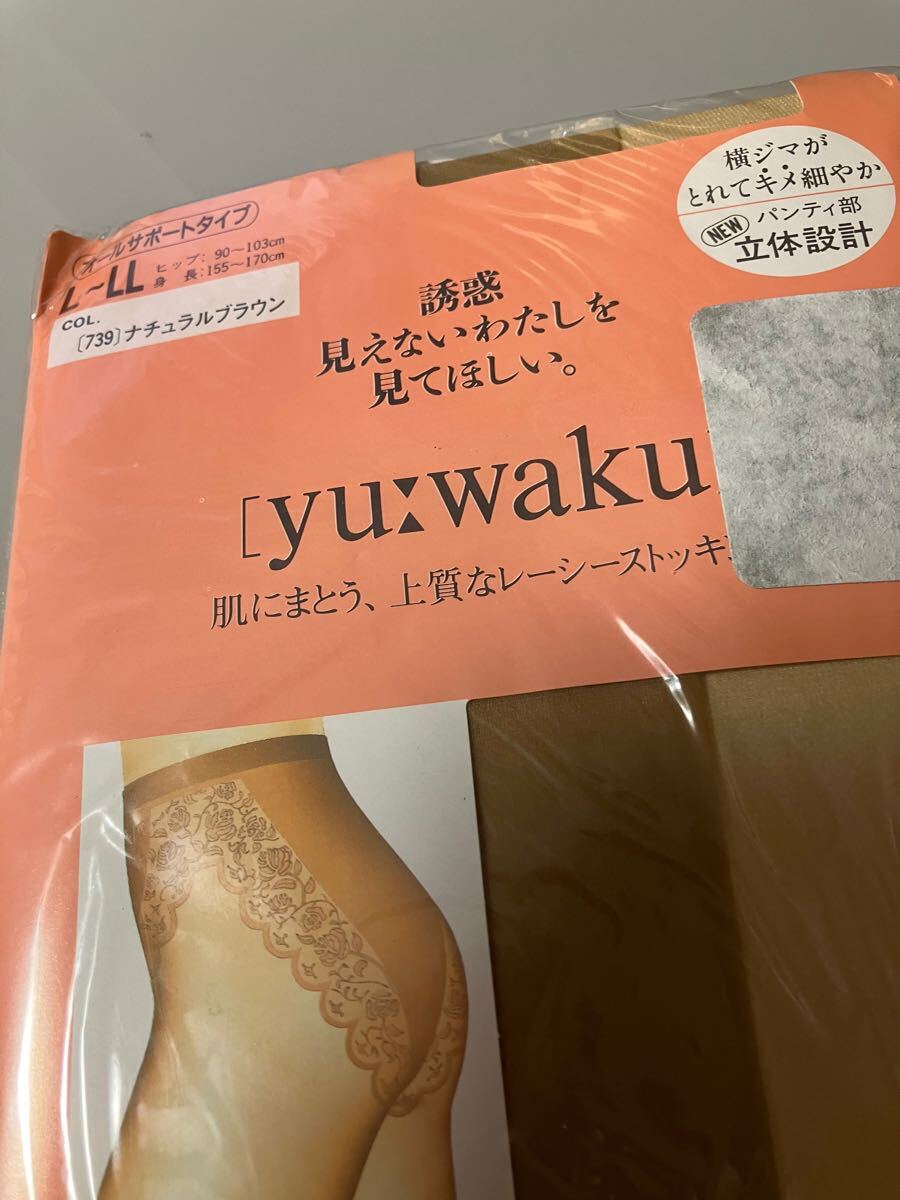 横ジマが
とれてキメ細やか
NEW パンティ部
立体設計
オールサポートタイプ
L~LL ヒップ:90~103cm
身長:155~170cm
COL.
〔739〕ナチュラルブラウン
誘惑
見えないわたしを
見てほしい。
[yu:waku
肌にまとう、上質なレーシーストッキ